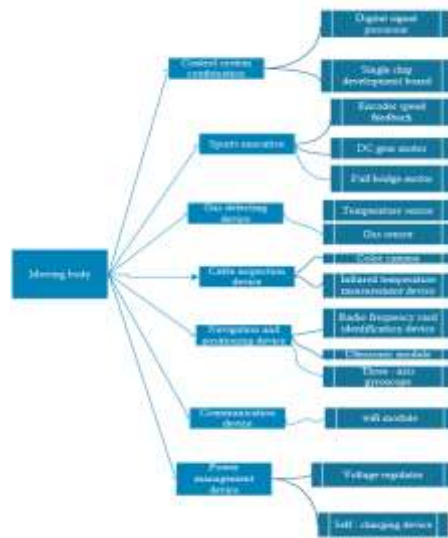 Digital signal
processor
Control system
combination
Single chip
development board
Encoder speed
feedback
Sports executive
DC gear motor
Full bridge motor
Gas detecting
device
Temperature sensor
Gas sensor
Moving body
Cable inspection
device
Color camera
Infrared temperature
measurement device
Navigation and
positioning device
Radio frequency card
identification device
Ultrasonic module
Three - axis
gyroscope
Communication
device
wifi module
Power
management
device
Voltage regulator
Self - charging device